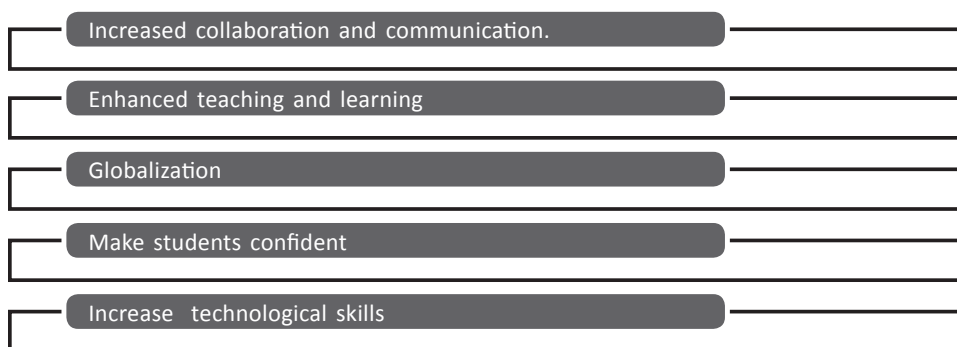 Increased collaboration and communication.
Enhanced teaching and learning
Globalization
Make students confident
Increase technological skills